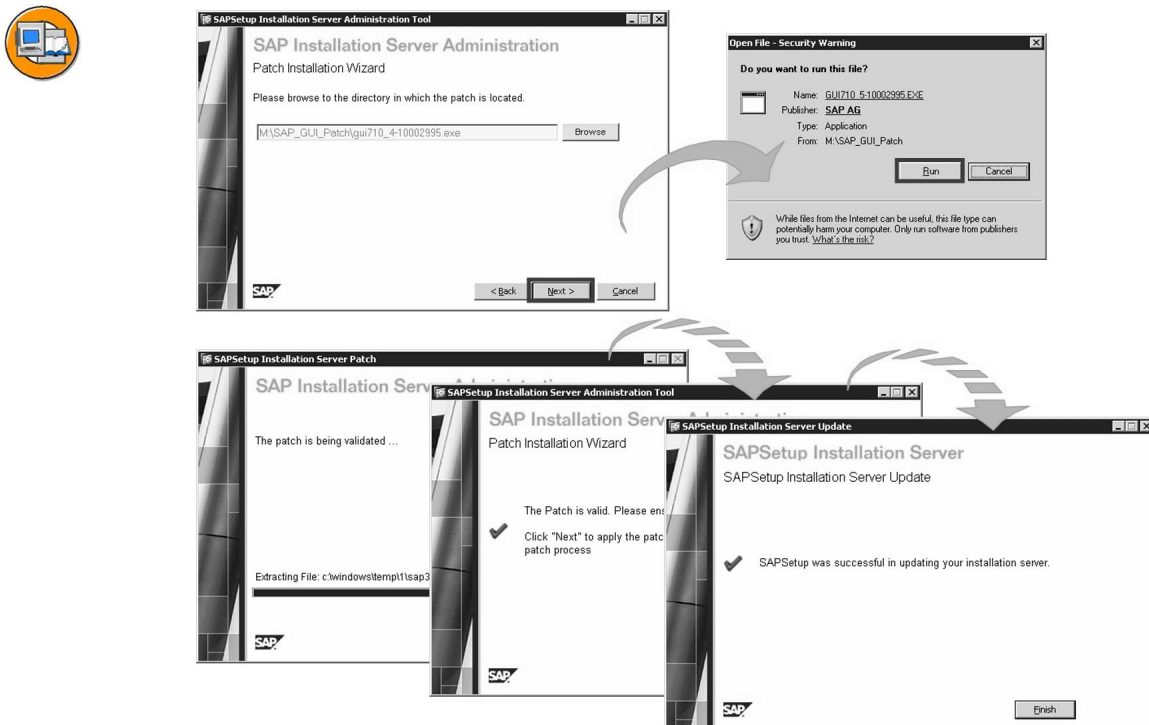 SAPSetup Installation Server Administration Tool
SAP Installation Server Administration
Patch Installation Wizard
Please browse to the directory in which the patch is located.
M:\SAP_GUI_Patch\gui710_4-10002995.exe
Browse
SAP
< Back
Next >
Cancel
Open File - Security Warning
Do you want to run this file?
Name: GUI710_5-10002995.EXE
Publisher: SAP AG
Type: Application
From: M:\SAP_GUI_Patch
Run
Cancel
While files from the Internet can be useful, this file type can
potentially harm your computer. Only run software from publishers
you trust. What's the risk?
SAPSetup Installation Server Patch
SAP Installation Serv
The patch is being validated ...
Extracting File: c:\windows\temp\1\sap3
SAP
SAPSetup Installation Server Administration Tool
SAP Installation Serv
Patch Installation Wizard
The Patch is valid. Please ens
Click "Next" to apply the patc
patch process
SAP
SAPSetup Installation Server Update
SAPSetup Installation Server
SAPSetup Installation Server Update
SAPSetup was successful in updating your installation server.
SAP
Finish